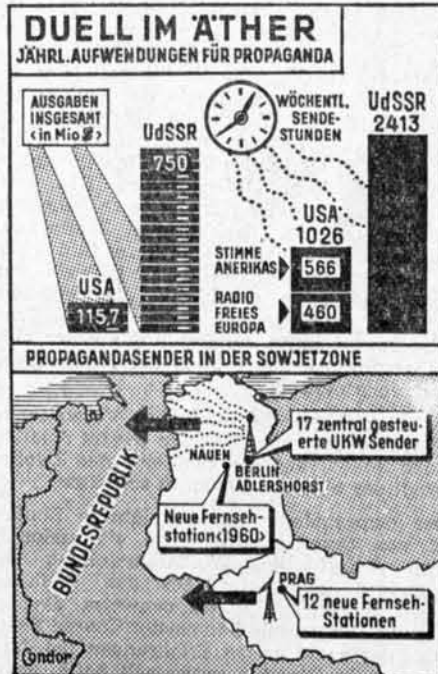 DUELL IM ÄTHER
JÄHRL. AUFWENDUNGEN FÜR PROPAGANDA
AUSGABEN
INSGESAMT
<in Mio $>
UdSSR
750
USA
115,7
WÖCHENTL.
SENDE-
STUNDEN
UdSSR
2413
USA
1026
STIMME
ANERIKAS
566
RADIO
FREIES
EUROPA
460
PROPAGANDASENDER IN DER SOWJETZONE
17 zentral gesteu-
erte UKW Sender
NAUEN
BERLIN
ADLERSHORST
Neue Fernseh-
station <1960>
BUNDESREPUBLIK
PRAG
12 neue Fernseh-
Stationen
Condor